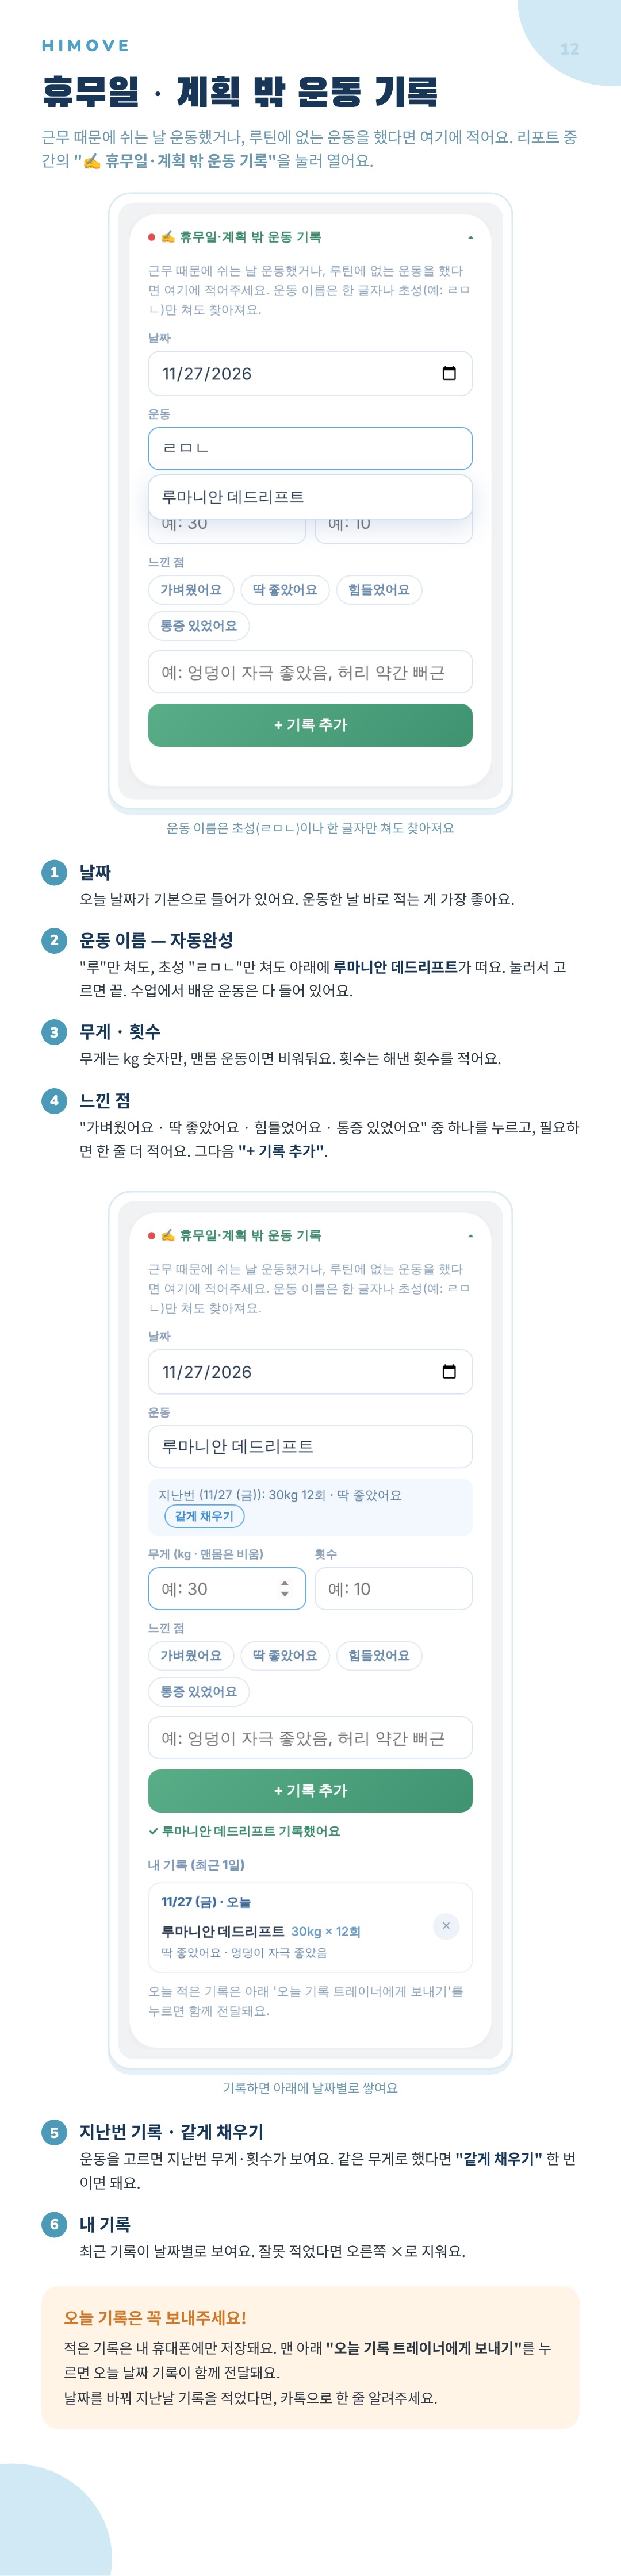 HIMOVE
12
휴무일 · 계획 밖 운동 기록
근무 때문에 쉬는 날 운동했거나, 루틴에 없는 운동을 했다면 여기에 적어요. 리포트 중
간의 "✍️ 휴무일·계획 밖 운동 기록"을 눌러 열어요.
✍️ 휴무일·계획 밖 운동 기록
근무 때문에 쉬는 날 운동했거나, 루틴에 없는 운동을 했다
면 여기에 적어주세요. 운동 이름은 한 글자나 초성(예: ㄹㅁ
ㄴ)만 쳐도 찾아져요.
날짜
11/27/2026
운동
ㄹㅁㄴ
루마니안 데드리프트
예: 30 예: 10
느낀 점
가벼웠어요 딱 좋았어요 힘들었어요
통증 있었어요
예: 엉덩이 자극 좋았음, 허리 약간 뻐근
+ 기록 추가
운동 이름은 초성(ㄹㅁㄴ)이나 한 글자만 쳐도 찾아져요
1 날짜
오늘 날짜가 기본으로 들어가 있어요. 운동한 날 바로 적는 게 가장 좋아요.
2 운동 이름 — 자동완성
"루"만 쳐도, 초성 "ㄹㅁㄴ"만 쳐도 아래에 루마니안 데드리프트가 떠요. 눌러서 고
르면 끝. 수업에서 배운 운동은 다 들어 있어요.
3 무게 · 횟수
무게는 kg 숫자만, 맨몸 운동이면 비워둬요. 횟수는 해낸 횟수를 적어요.
4 느낀 점
"가벼웠어요 · 딱 좋았어요 · 힘들었어요 · 통증 있었어요" 중 하나를 누르고, 필요하
면 한 줄 더 적어요. 그다음 "+ 기록 추가".
✍️ 휴무일·계획 밖 운동 기록
근무 때문에 쉬는 날 운동했거나, 루틴에 없는 운동을 했다
면 여기에 적어주세요. 운동 이름은 한 글자나 초성(예: ㄹㅁ
ㄴ)만 쳐도 찾아져요.
날짜
11/27/2026
운동
루마니안 데드리프트
지난번 (11/27 (금)): 30kg 12회 · 딱 좋았어요
같게 채우기
무게 (kg · 맨몸은 비움) 횟수
예: 30 예: 10
느낀 점
가벼웠어요 딱 좋았어요 힘들었어요
통증 있었어요
예: 엉덩이 자극 좋았음, 허리 약간 뻐근
+ 기록 추가
✓ 루마니안 데드리프트 기록했어요
내 기록 (최근 1일)
11/27 (금) · 오늘
루마니안 데드리프트 30kg × 12회
×
딱 좋았어요 · 엉덩이 자극 좋았음
오늘 적은 기록은 아래 '오늘 기록 트레이너에게 보내기'를
누르면 함께 전달돼요.
기록하면 아래에 날짜별로 쌓여요
5 지난번 기록 · 같게 채우기
운동을 고르면 지난번 무게·횟수가 보여요. 같은 무게로 했다면 "같게 채우기" 한 번
이면 돼요.
6 내 기록
최근 기록이 날짜별로 보여요. 잘못 적었다면 오른쪽 ×로 지워요.
오늘 기록은 꼭 보내주세요!
적은 기록은 내 휴대폰에만 저장돼요. 맨 아래 "오늘 기록 트레이너에게 보내기"를 누
르면 오늘 날짜 기록이 함께 전달돼요.
날짜를 바꿔 지난날 기록을 적었다면, 카톡으로 한 줄 알려주세요.